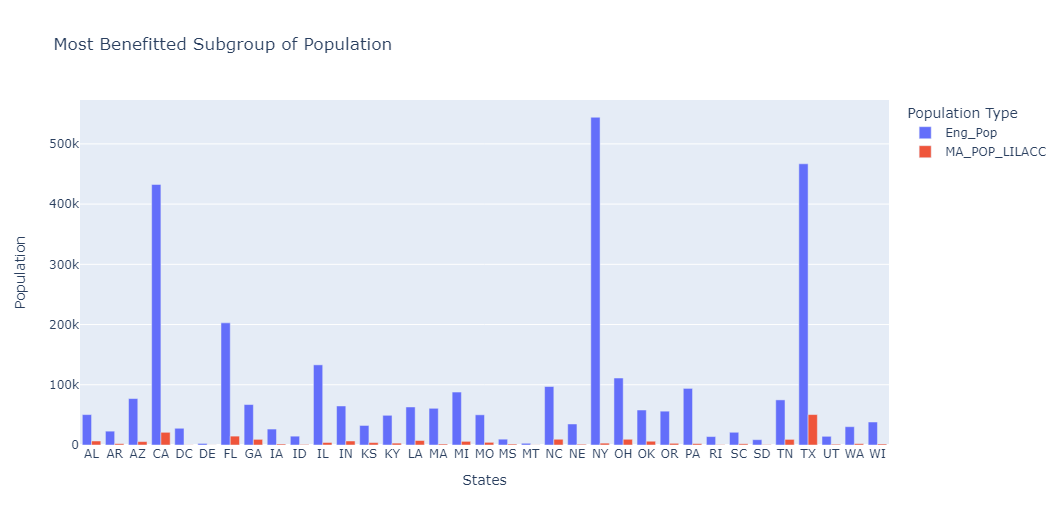 Most Benefitted Subgroup of Population
Population Type
Eng_Pop
MA_POP_LILACC
500k
400k
300k
200k
100k
0
Population
AL AR AZ CA DC DE FL GA IA ID IL IN KS KY LA MA MI MO MS MT NC NE NY OH OK OR PA RI SC SD TN TX UT WA WI
States